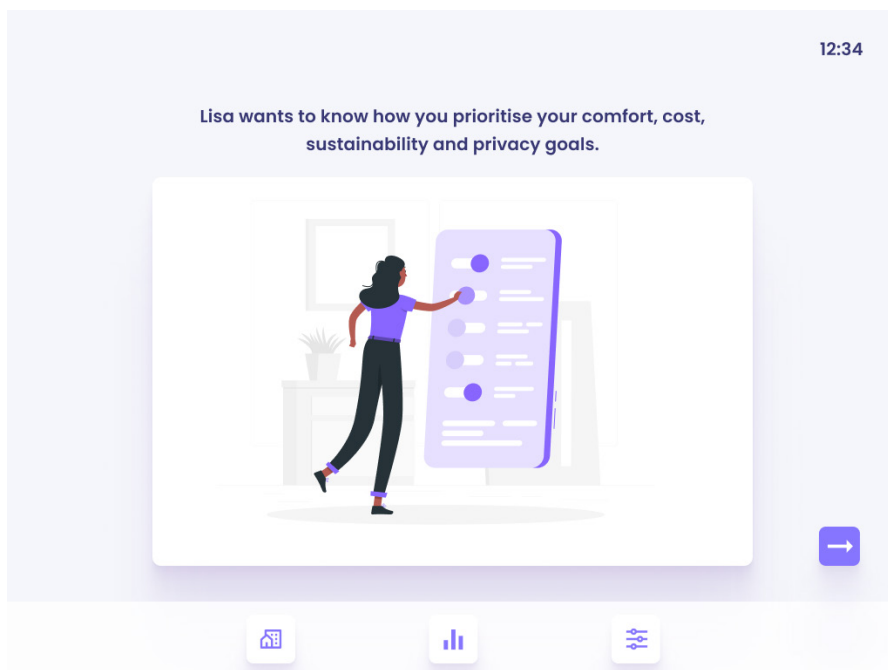 12:34
Lisa wants to know how you prioritise your comfort, cost,
sustainability and privacy goals.